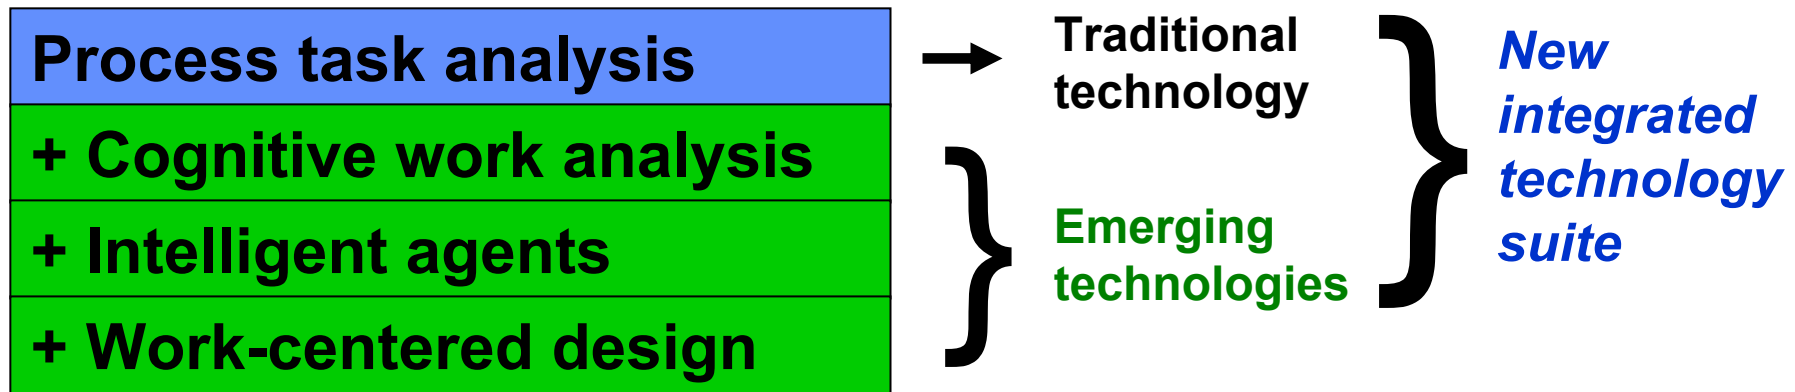 Process task analysis
+ Cognitive work analysis
+ Intelligent agents
+ Work-centered design
Traditional
technology
Emerging
technologies
New
integrated
technology
suite